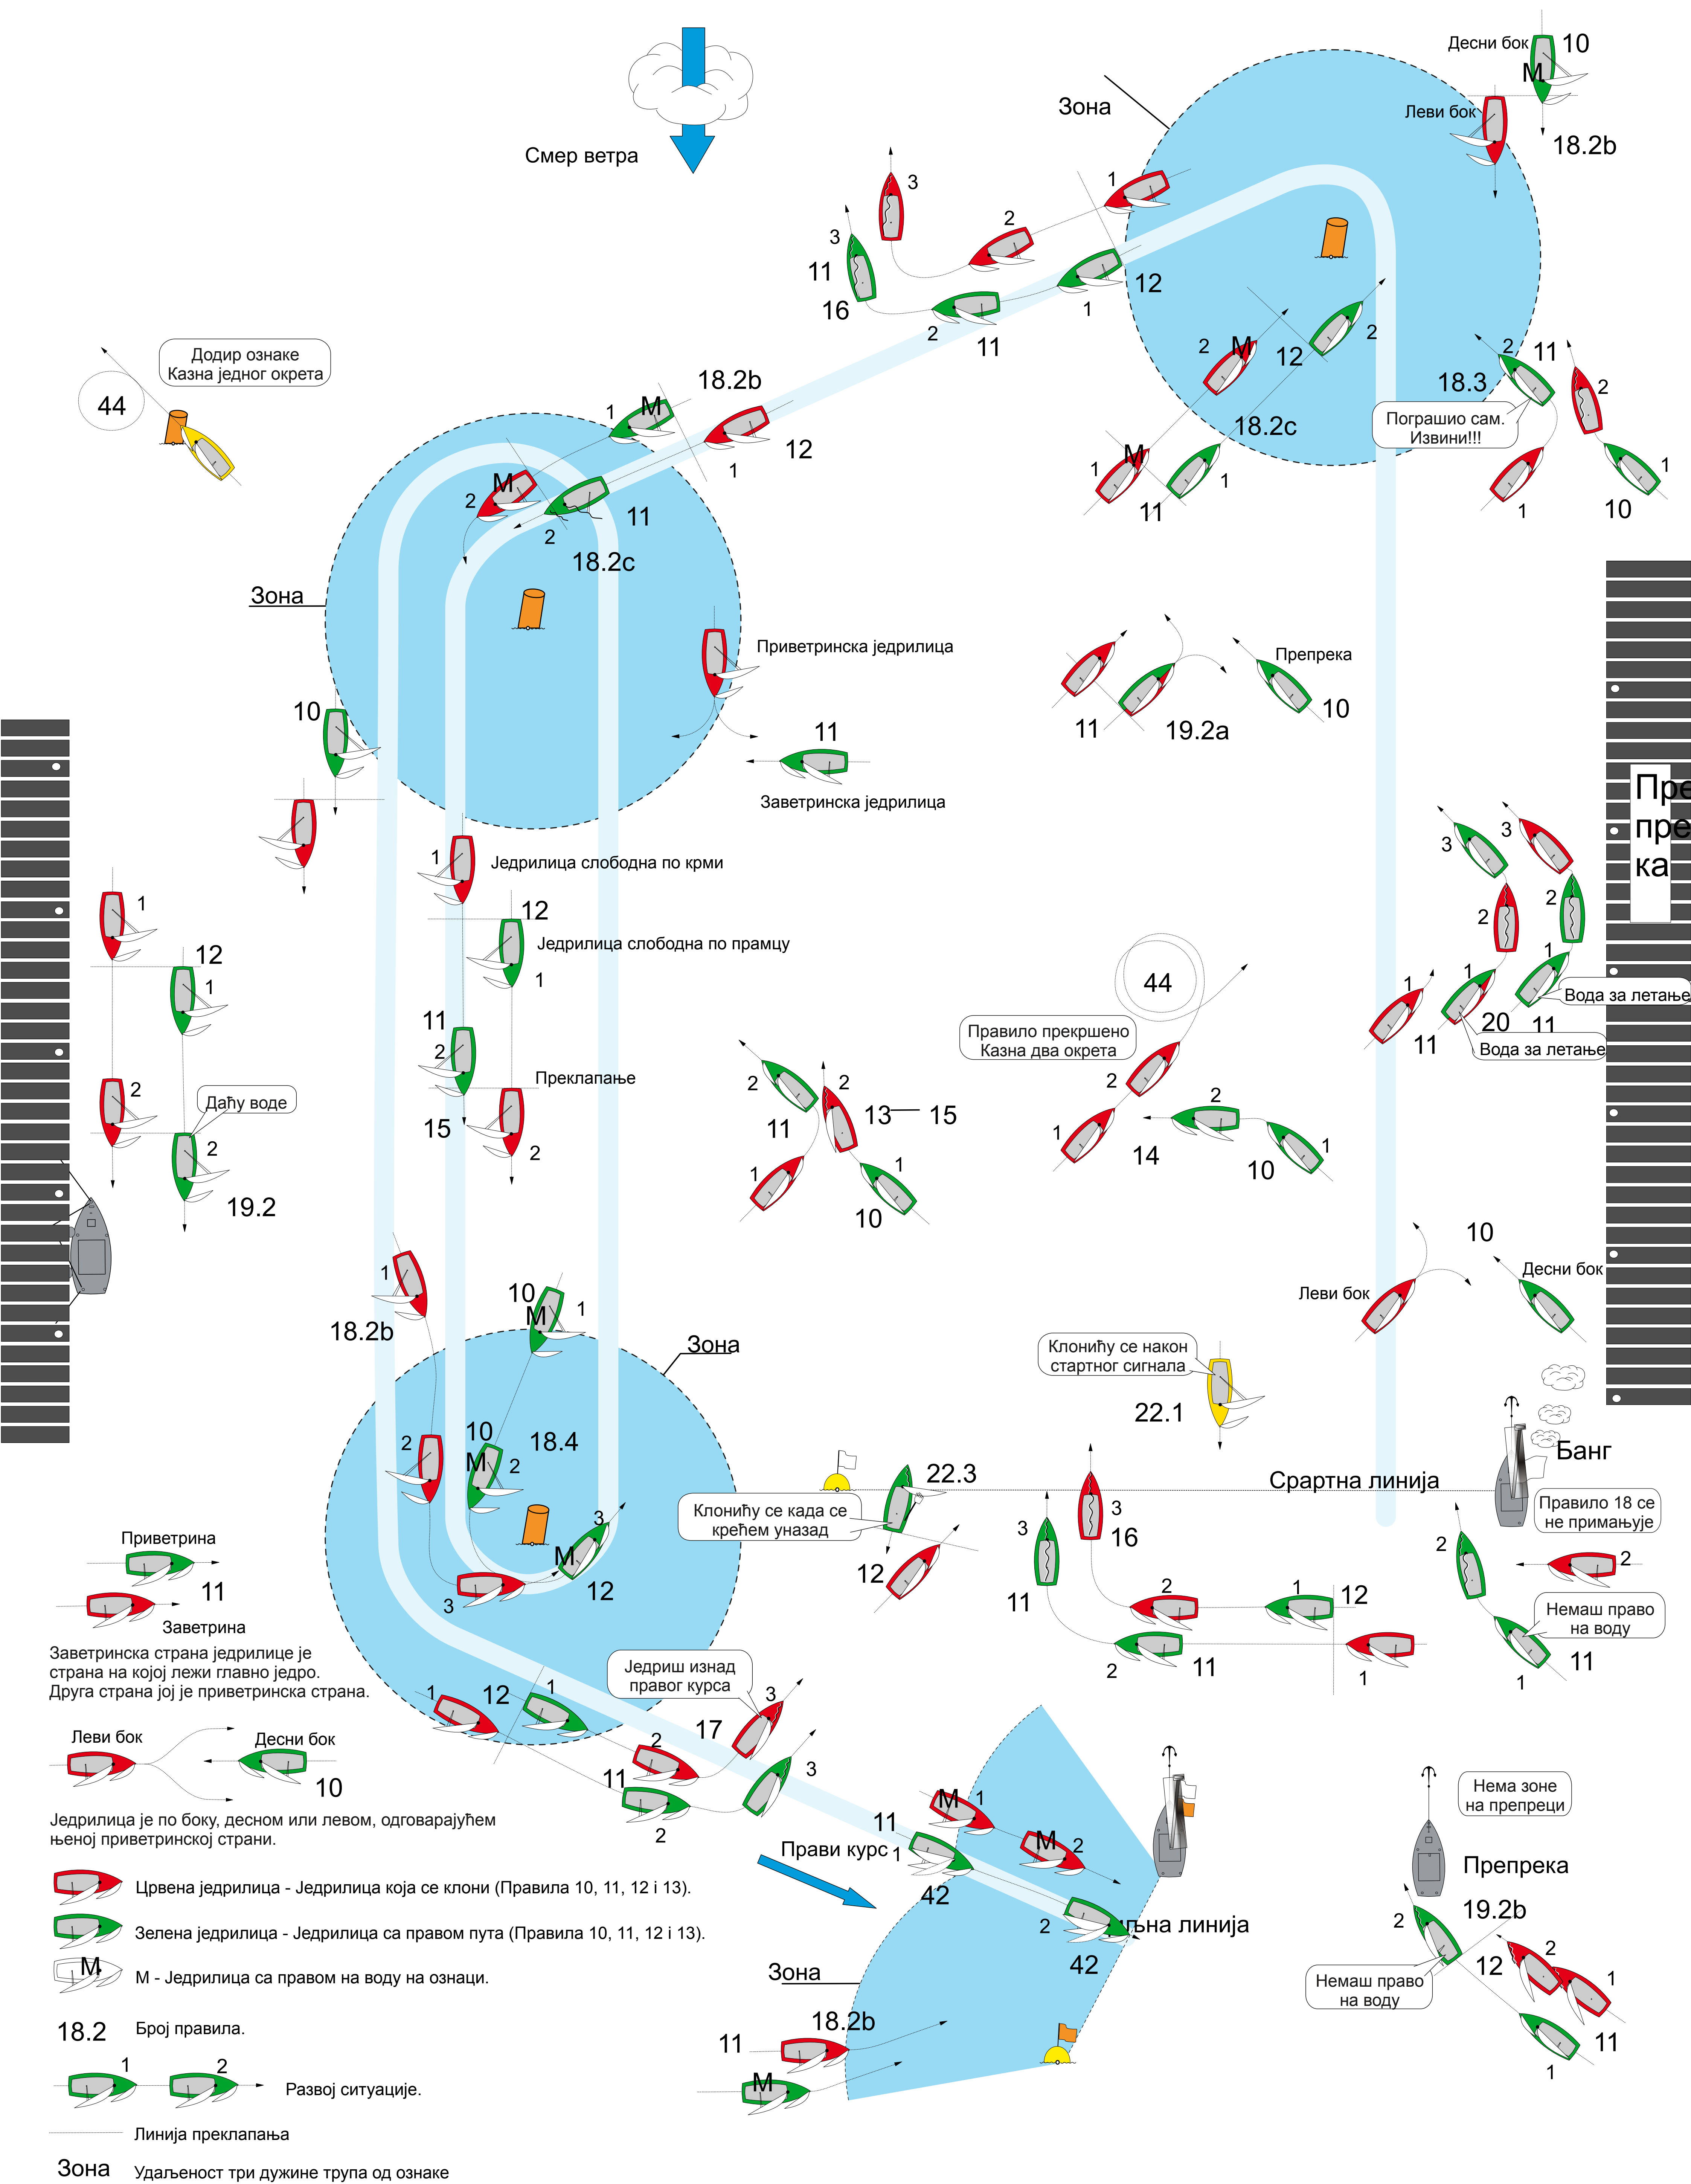 Смер ветра
Зона
Десни бок
10
М
Леви бок
18.2b
1
3
2
3
11
16
12
1
2
11
Додир ознаке
Казна једног окрета
44
18.2b
1
М
12
1
М
2
11
2
18.2c
2
М
12
2
18.2c
1
М
11
1
2
11
18.3
2
Пограшио сам.
Извини!!!
1
1
10
Зона
Приветринска једрилица
11
Заветринска једрилица
10
Препрека
11
19.2a
10
Пре
пре
ка
1
Једрилица слободна по крми
12
Једрилица слободна по прамцу
1
11
2
Преклапање
15
2
1
12
1
2
Даћу воде
2
19.2
3
3
2
2
1
1
1
Вода за летање
20
11
11
Вода за летање
44
Правило прекршено
Казна два окрета
2
2
1
14
10
1
2
2
13
15
11
1
1
10
10
Леви бок
Десни бок
1
18.2b
10
М
1
Зона
2
10
М
2
18.4
3
М
3
12
Клонићу се након
стартног сигнала
22.1
22.3
Клонићу се када се
крећем уназад
12
Срартна линија
Банг
Правило 18 се
не примањује
3
3
16
11
2
1
12
2
11
1
2
2
Немаш право
на воду
11
1
Приветрина
11
Заветрина
Заветринска страна једрилице је
страна на којој лежи главно једро.
Друга страна јој је приветринска страна.
Леви бок
Десни бок
10
Једрилица је по боку, десном или левом, одговарајућем
њеној приветринској страни.
1
12
1
Једриш изнад
правог курса
3
17
2
3
11
2
Прави курс
М
1
11
1
М
2
42
2
љна линија
42
Зона
18.2b
11
М
Нема зоне
на препреци
Препрека
19.2b
2
12
2
1
Немаш право
на воду
11
1
Црвена једрилица - Једрилица која се клони (Правила 10, 11, 12 і 13).
Зелена једрилица - Једрилица са правом пута (Правила 10, 11, 12 і 13).
М
М - Једрилица са правом на воду на ознаци.
18.2
Број правила.
1
2
Развој ситуације.
Линија преклапања
Зона
Удаљеност три дужине трупа од ознаке